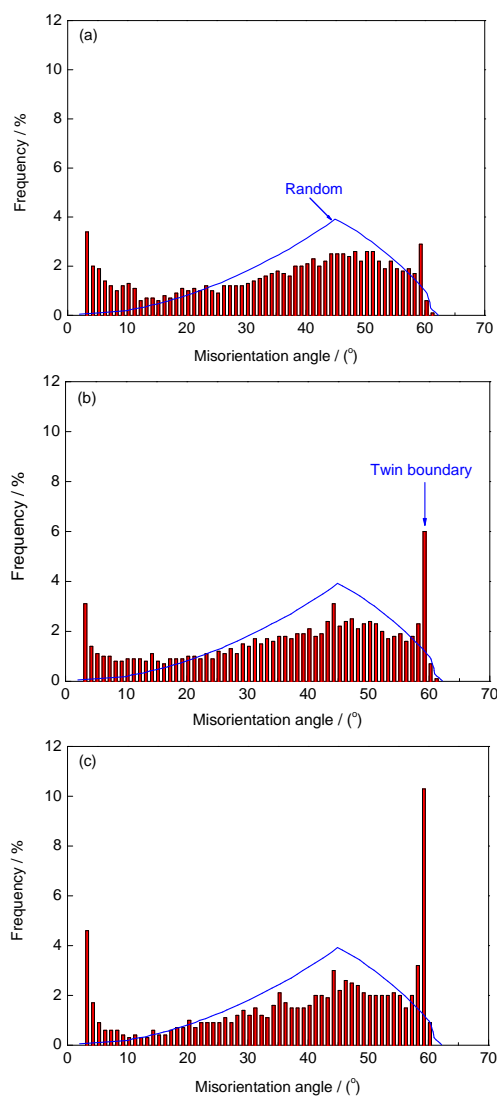 (a)
12
10
8
6
4
2
0
Frequency / %
Random
0 10 20 30 40 50 60 70
Misorientation angle / (o)
(b)
12
10
8
6
4
2
0
Frequency / %
Twin boundary
0 10 20 30 40 50 60 70
Misorientation angle / (o)
(c)
12
10
8
6
4
2
0
Frequency / %
0 10 20 30 40 50 60 70
Misorientation angle / (o)